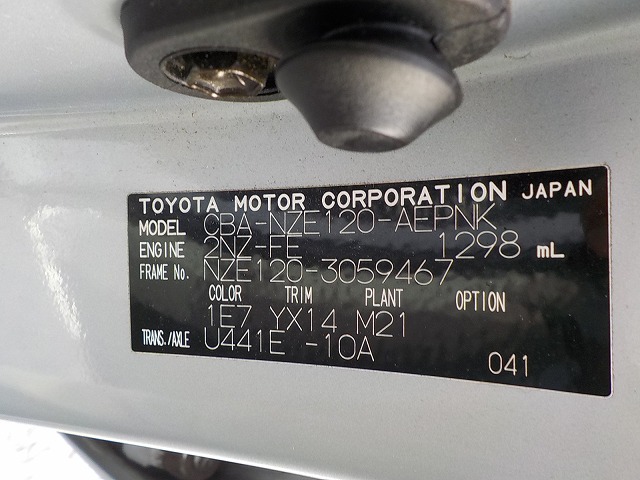 TOYOTA MOTOR CORPORATION JAPAN
MODEL CBA-NZE120-AEPNK
ENGINE 2NZ-FE 1298 mL
FRAME No. NZE120-3059467
COLOR TRIM PLANT OPTION
1E7 YX14 M21
TRANS./AXLE U441E -10A
041